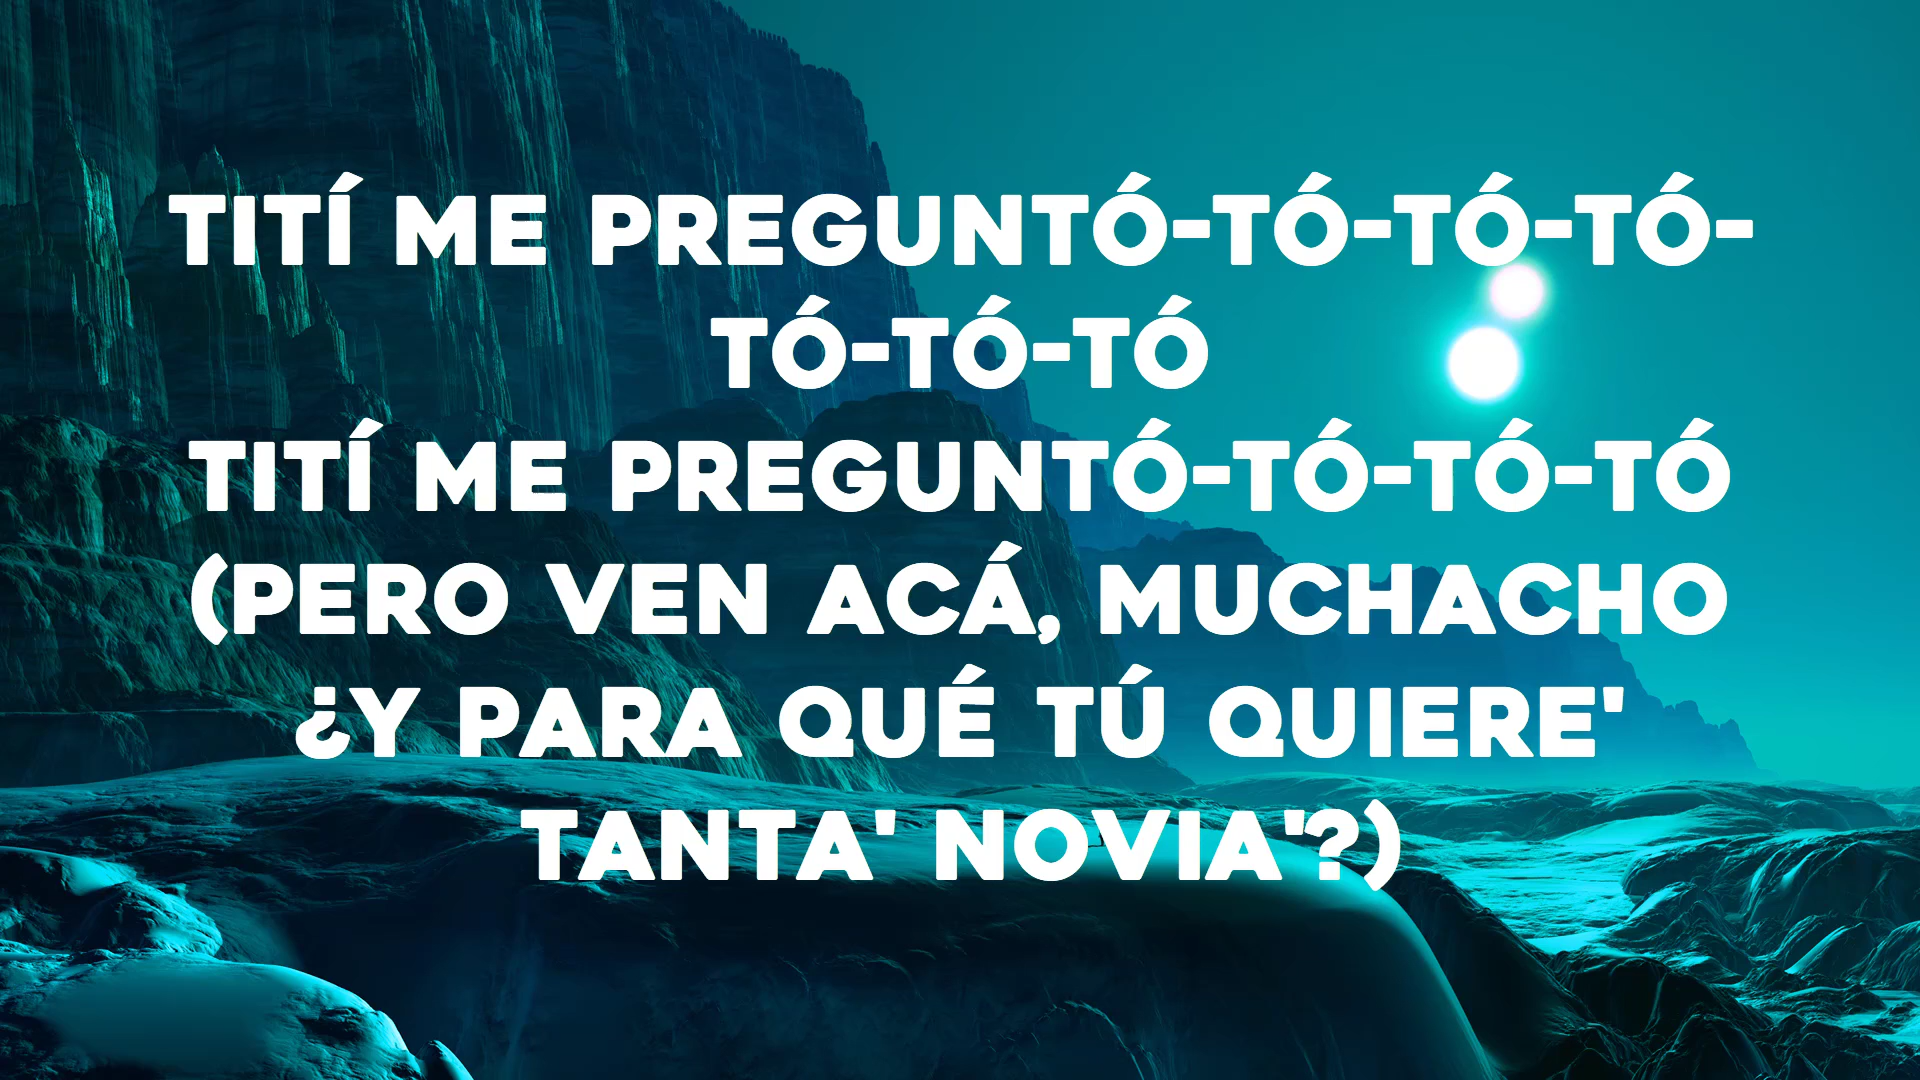 TITÍ ME PREGUNTÓ-TÓ-TÓ-TÓ-
TÓ-TÓ-TÓ
TITÍ ME PREGUNTÓ-TÓ-TÓ-TÓ
(PERO VEN ACÁ, MUCHACHO
¿Y PARA QUÉ TÚ QUIERE'
TANTA' NOVIA'?)